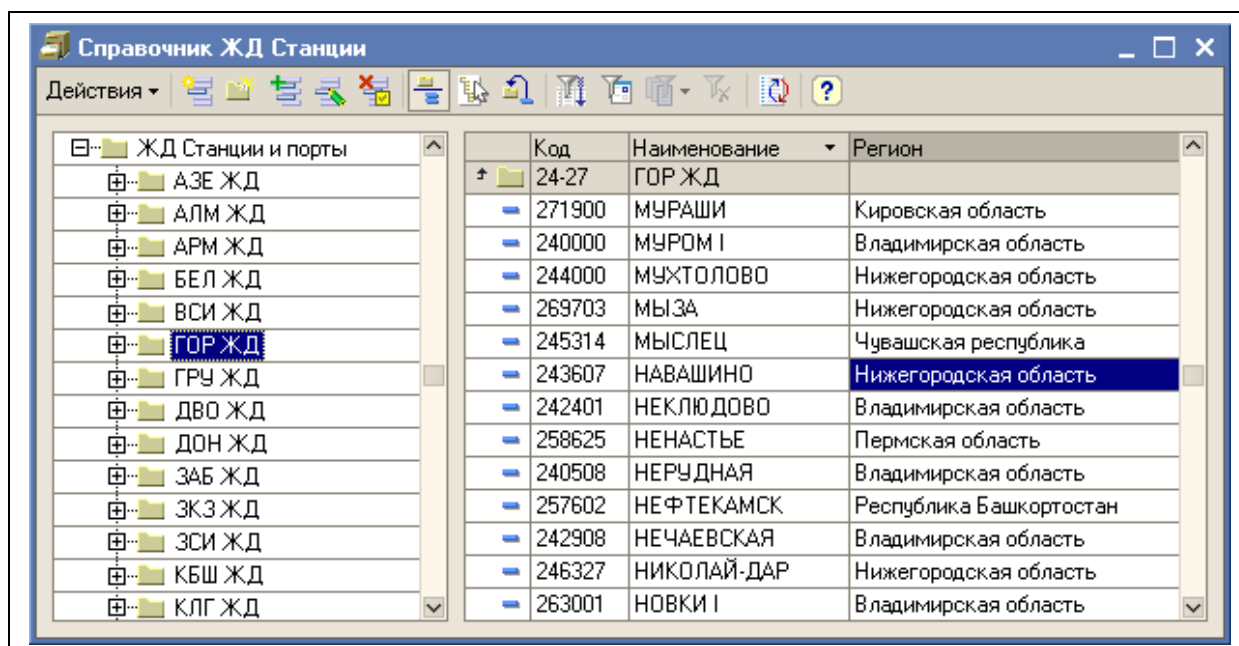 Справочник ЖД Станции
Действия
ЖД Станции и порты
АЗЕ ЖД
АЛМ ЖД
АРМ ЖД
БЕЛ ЖД
ВСИ ЖД
ГОР ЖД
ГРУ ЖД
ДВО ЖД
ДОН ЖД
ЗАБ ЖД
ЗКЗ ЖД
ЗСИ ЖД
КБШ ЖД
КЛГ ЖД
Код Наименование Регион
24-27 ГОР ЖД
271900 МУРАШИ Кировская область
240000 МУРОМ I Владимирская область
244000 МУХТОЛОВО Нижегородская область
269703 МЫЗА Нижегородская область
245314 МЫСЛЕЦ Чувашская республика
243607 НАВАШИНО Нижегородская область
242401 НЕКЛЮДОВО Владимирская область
258625 НЕНАСТЬЕ Пермская область
240508 НЕРУДНАЯ Владимирская область
257602 НЕФТЕКАМСК Республика Башкортостан
242908 НЕЧАЕВСКАЯ Владимирская область
246327 НИКОЛАЙ-ДАР Нижегородская область
263001 НОВКИ I Владимирская область